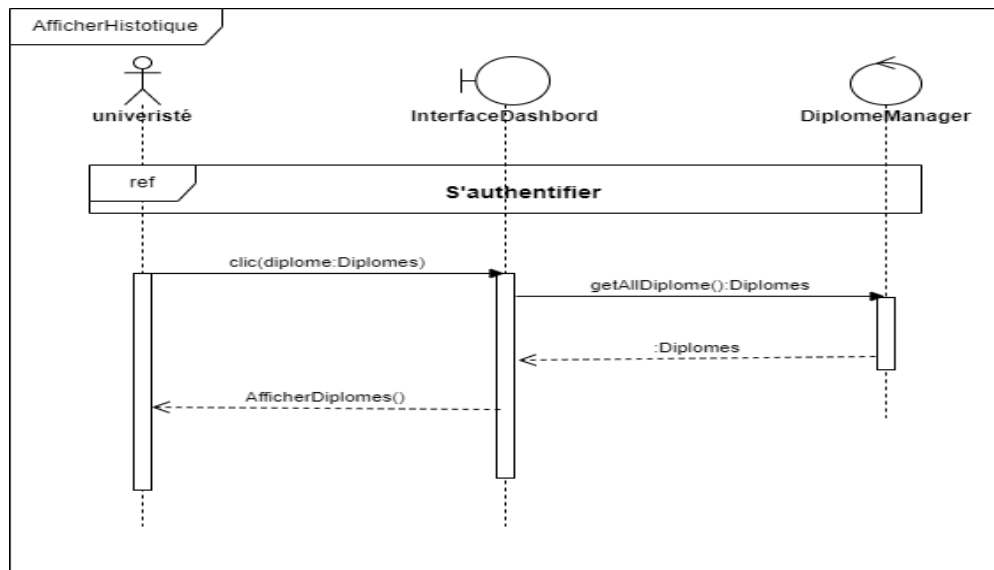 AfficherHistotique
univeristé
InterfaceDashbord
DiplomeManager
ref
S'authentifier
clic(diplome:Diplomes)
getAllDiplome():Diplomes
:Diplomes
AfficherDiplomes()